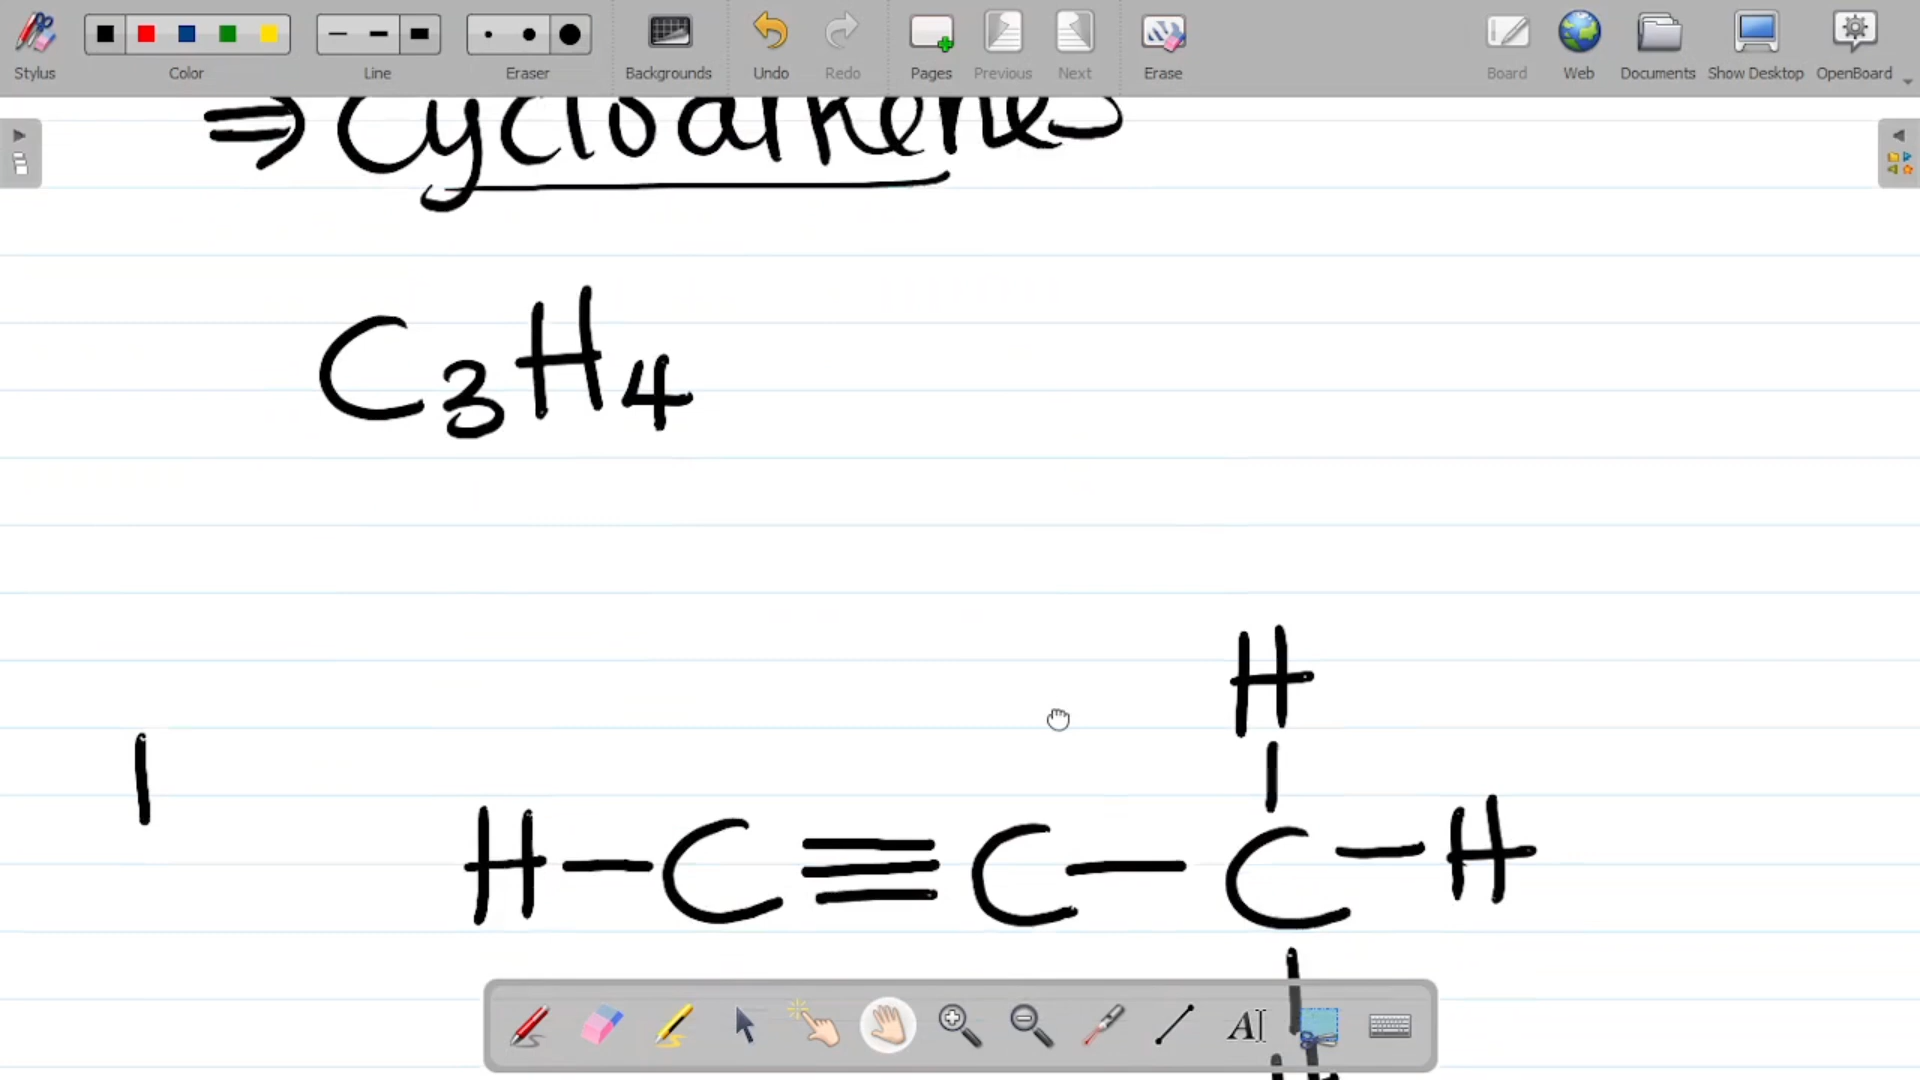 Stylus Color Line Eraser Backgrounds Undo Redo Pages Previous Next Erase Board Web Documents Show Desktop OpenBoard
⇒ Cycloalkenes
C₃H₄
H
|
H—C≡C—C—H
|
H
A